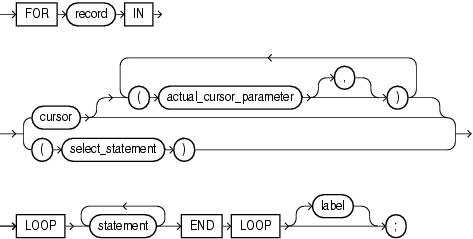 FOR record IN
( actual_cursor_parameter , )
cursor
( select_statement )
LOOP statement END LOOP label ;